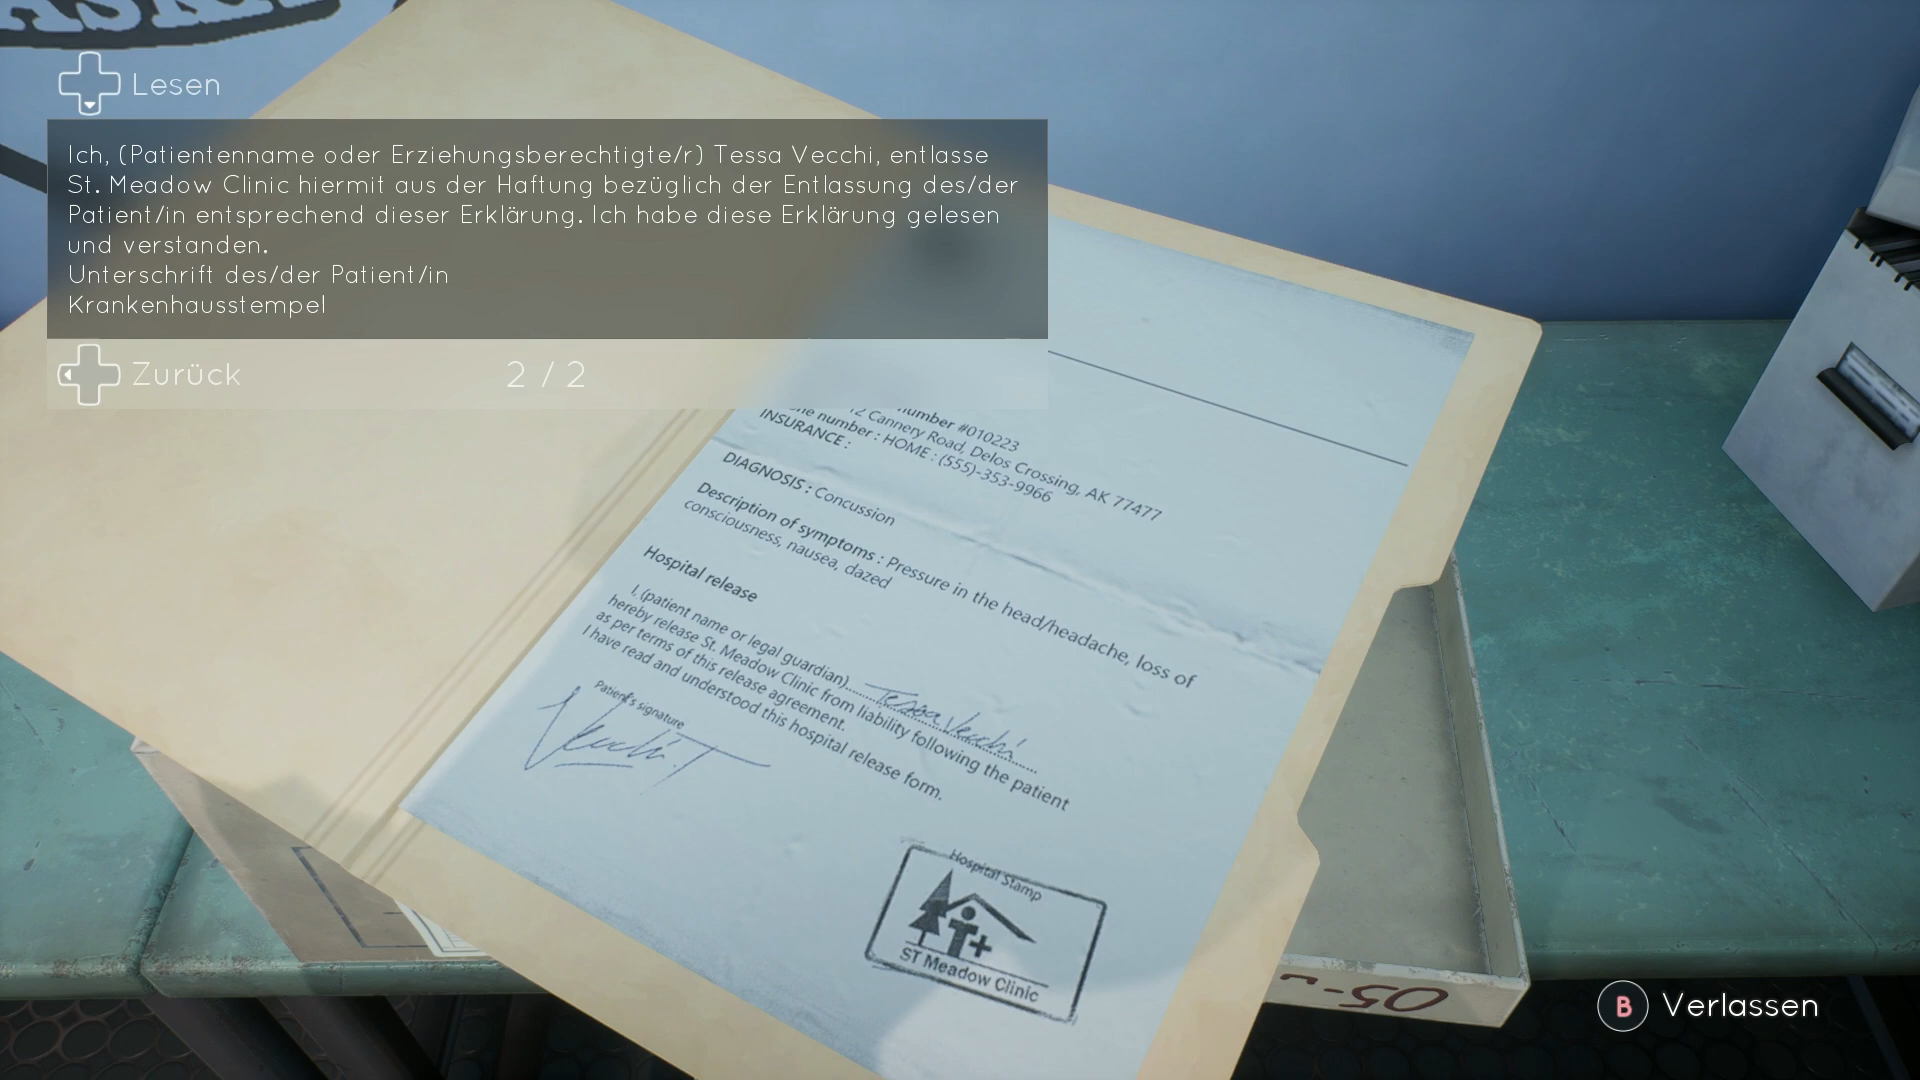 Lesen
Ich, (Patientenname oder Erziehungsberechtigte/r) Tessa Vecchi, entlasse
St. Meadow Clinic hiermit aus der Haftung bezüglich der Entlassung des/der
Patient/in entsprechend dieser Erklärung. Ich habe diese Erklärung gelesen
und verstanden.
Unterschrift des/der Patient/in
Krankenhausstempel
Zurück
2 / 2
number #010223
12 Cannery Road, Delos Crossing, AK 77477
number : HOME : (555)-353-9966
INSURANCE :
DIAGNOSIS : Concussion
Description of symptoms : Pressure in the head/headache, loss of
consciousness, nausea, dazed
Hospital release
I, (patient name or legal guardian)......Tessa Vecchi......
hereby release St. Meadow Clinic from liability following the patient
as per terms of this release agreement.
I have read and understood this hospital release form.
Patient's signature
Vecchi T
Hospital Stamp
ST Meadow Clinic
B Verlassen